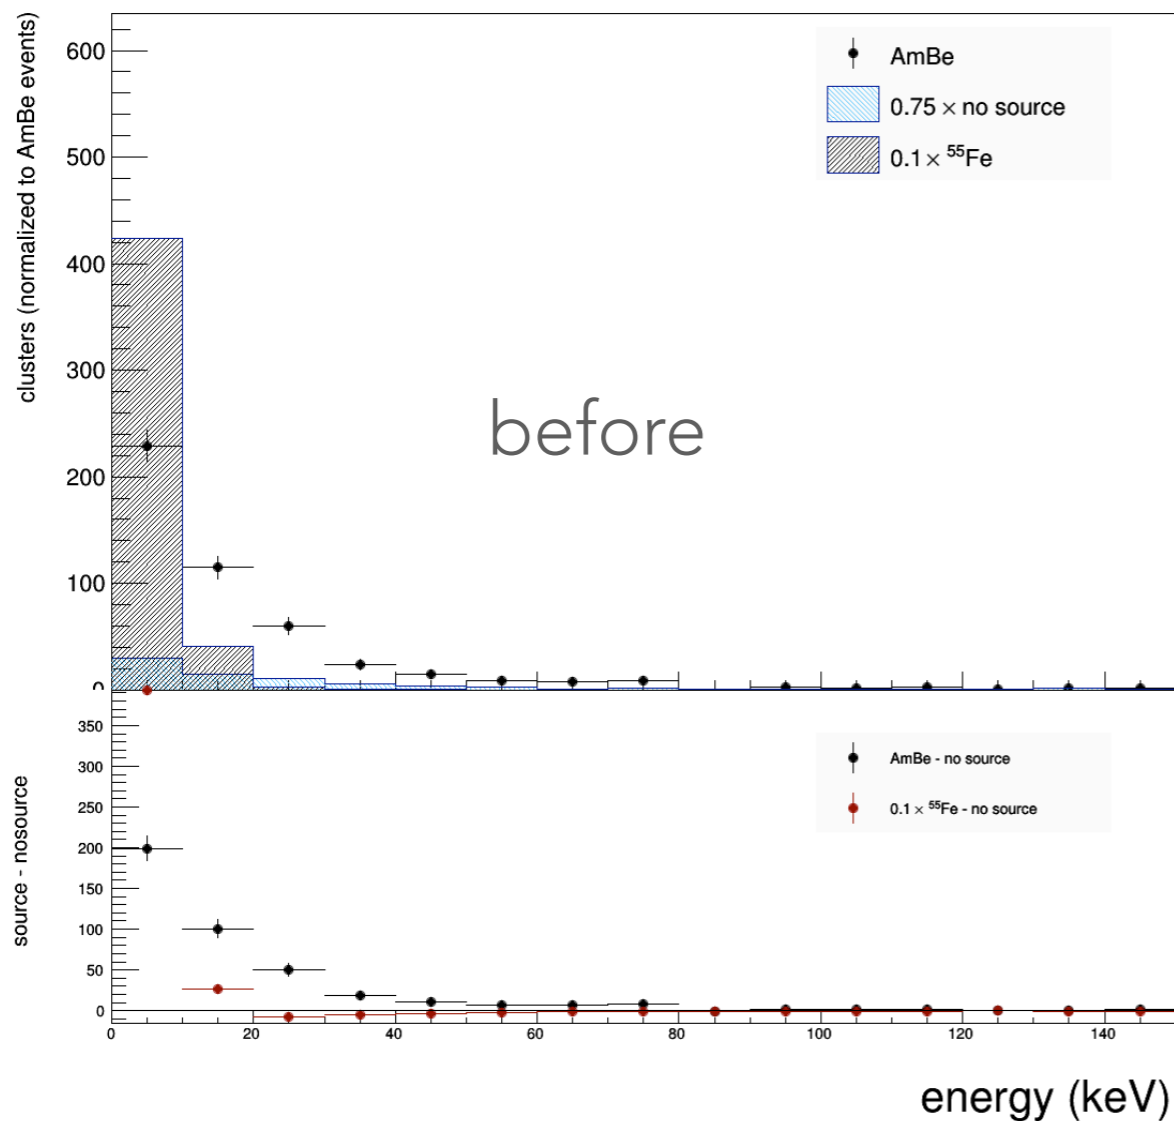 clusters (normalized to AmBe events)
600
500
400
300
200
100
0
AmBe
0.75 × no source
0.1 × ⁵⁵Fe
before
source - nosource
350
300
250
200
150
100
50
0
AmBe - no source
0.1 × ⁵⁵Fe - no source
0 20 40 60 80 100 120 140
energy (keV)